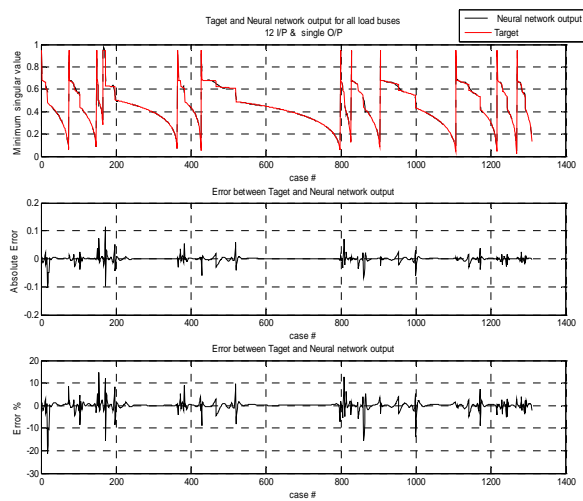 Taget and Neural network output for all load buses
12 I/P & single O/P
Neural network output
Target
Minimum singular value
1
0.8
0.6
0.4
0.2
0
0 200 400 600 800 1000 1200 1400
case #
Error between Taget and Neural network output
Absolute Error
0.2
0.1
0
-0.1
-0.2
0 200 400 600 800 1000 1200 1400
case #
Error between Taget and Neural network output
Error %
20
10
0
-10
-20
-30
0 200 400 600 800 1000 1200 1400
case #